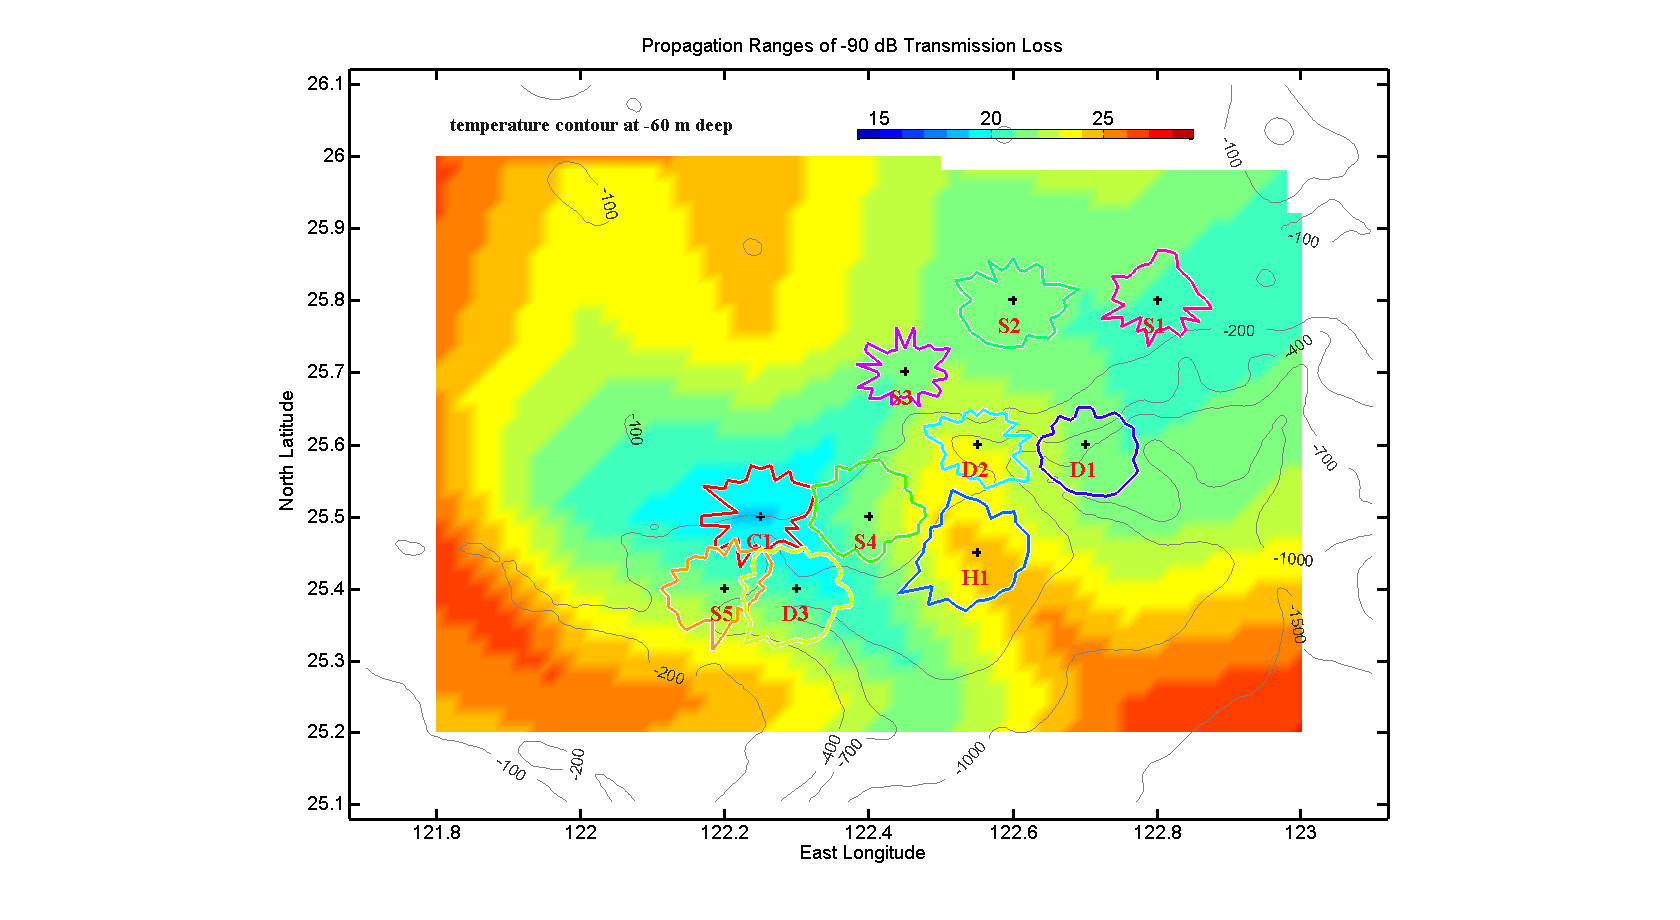 Propagation Ranges of -90 dB Transmission Loss
temperature contour at -60 m deep
15 20 25
26.1
26
25.9
25.8
25.7
25.6
25.5
25.4
25.3
25.2
25.1
North Latitude
-100
-100
-100
-100
-200
-400
-700
-1000
-1500
-200
-100
-200
-400
-700
-1000
S2
S1
S3
D2
D1
C1
S4
H1
S5
D3
121.8 122 122.2 122.4 122.6 122.8 123
East Longitude